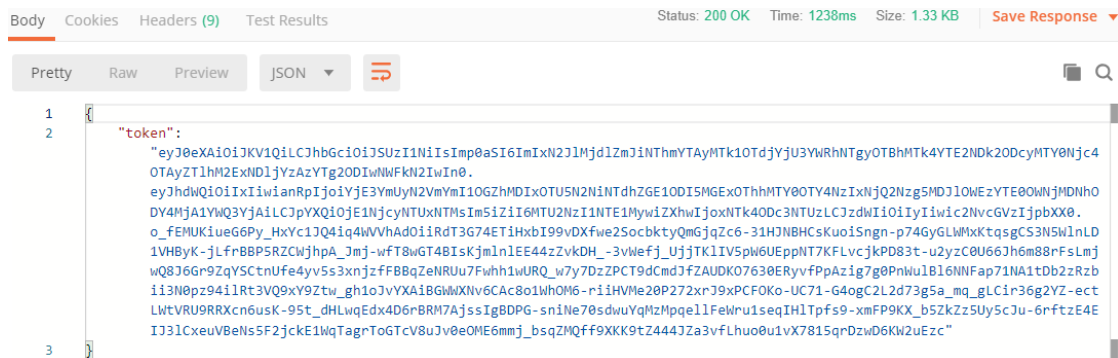 Body Cookies Headers (9) Test Results Status: 200 OK Time: 1238ms Size: 1.33 KB Save Response
Pretty Raw Preview JSON
1 {
2 "token":
"eyJ0eXAiOiJKV1QiLCJhbGciOiJSUzI1NiIsImp0aSI6ImIxN2JlMjdlZmJiNThmYTAyMTk1OTdjYjU3YWRhNTgyOTBhMTk4YTE2NDk2ODcyMTY0Njc4
OTAyZTlhM2ExNDljYzAzYTg2ODIwNWFkN2IwIn0.
eyJhdWQiOiIxIiwianRpIjoiYjE3YmUyN2VmYmI1OGZhMDIxOTU5N2NiNTdhZGE1ODI5MGExOThhMTY0OTY4NzIxNjQ2Nzg5MDJlOWEzYTE0OWNjMDNhO
DY4MjA1YWQ3YjAiLCJpYXQiOjE1NjcyNTUxNTMsIm5iZiI6MTU2NzI1NTE1MywiZXhwIjoxNTk4ODc3NTUzLCJzdWIiOiIyIiwic2NvcGVzIjpbXX0.
o_fEMUKiueG6Py_HxYc1JQ4iq4WVVhAdOiiRdT3G74ETiHxbI99vDXfwe2SocbktyQmGjqZc6-31HJNBHCsKuoiSngn-p74GyGLWMxKtqsgCS3N5WlnLD
1VHByK-jLfrBBP5RZCWjhpA_Jmj-wfT8wGT4BIsKjmlnlEE44zZvkDH_-3vWefj_UjjTKlIV5pW6UEppNT7KFLvcjkPD83t-u2yzC0U66Jh6m88rFsLmj
wQ8J6Gr9ZqYSCtnUfe4yv5s3xnjzfFBBqZeNRUu7Fwhh1wURQ_w7y7DzZPCT9dCmdJfZAUDKO7630ERyvfPpAzig7g0PnWulBl6NNFap71NA1tDb2zRzb
ii3N0pz94ilRt3VQ9xY9Ztw_gh1oJvYXAiBGWWXNv6CAc8o1WhOM6-riiHVMe20P272xrJ9xPCFOKo-UC71-G4ogC2L2d73g5a_mq_gLCir36g2YZ-ect
LWtVRU9RRXcn6usK-95t_dHLwqEdx4D6rBRM7AjssIgBDPG-sniNe70sdwuYqMzMpqellFeWru1seqIHlTpfs9-xmFP9KX_b5ZkZz5Uy5cJu-6rftzE4E
IJ3lCxeuVBeNs5F2jckE1WqTagrToGTcV8uJv0eOME6mmj_bsqZMQff9XKK9tZ444JZa3vfLhuo0u1vX7815qrDzwD6KW2uEzc"
3 }